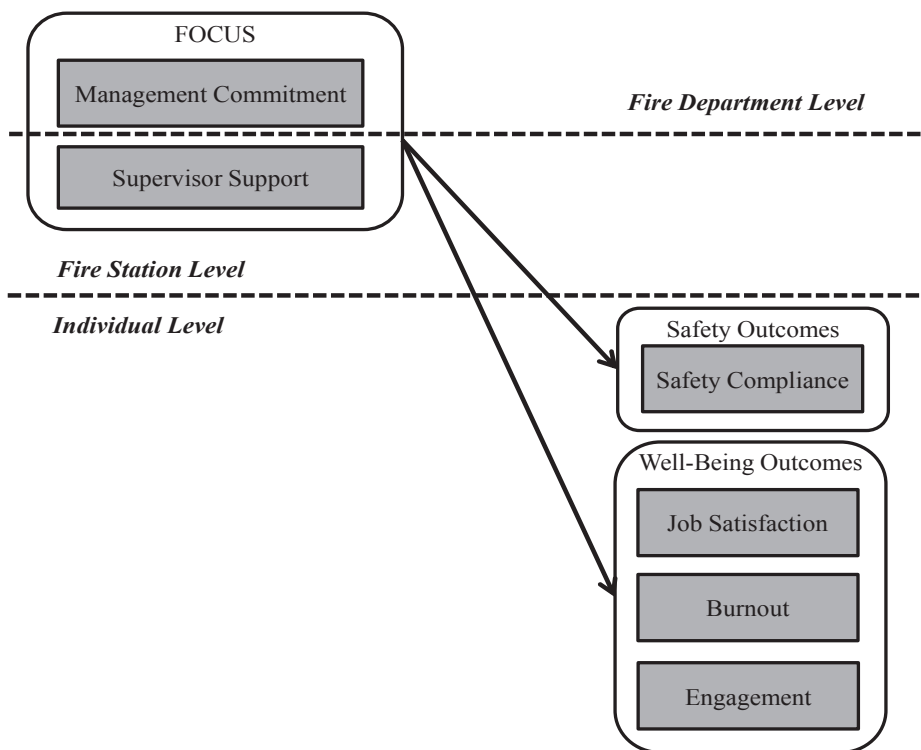 FOCUS
Management Commitment
Fire Department Level
Supervisor Support
Fire Station Level
Individual Level
Safety Outcomes
Safety Compliance
Well-Being Outcomes
Job Satisfaction
Burnout
Engagement